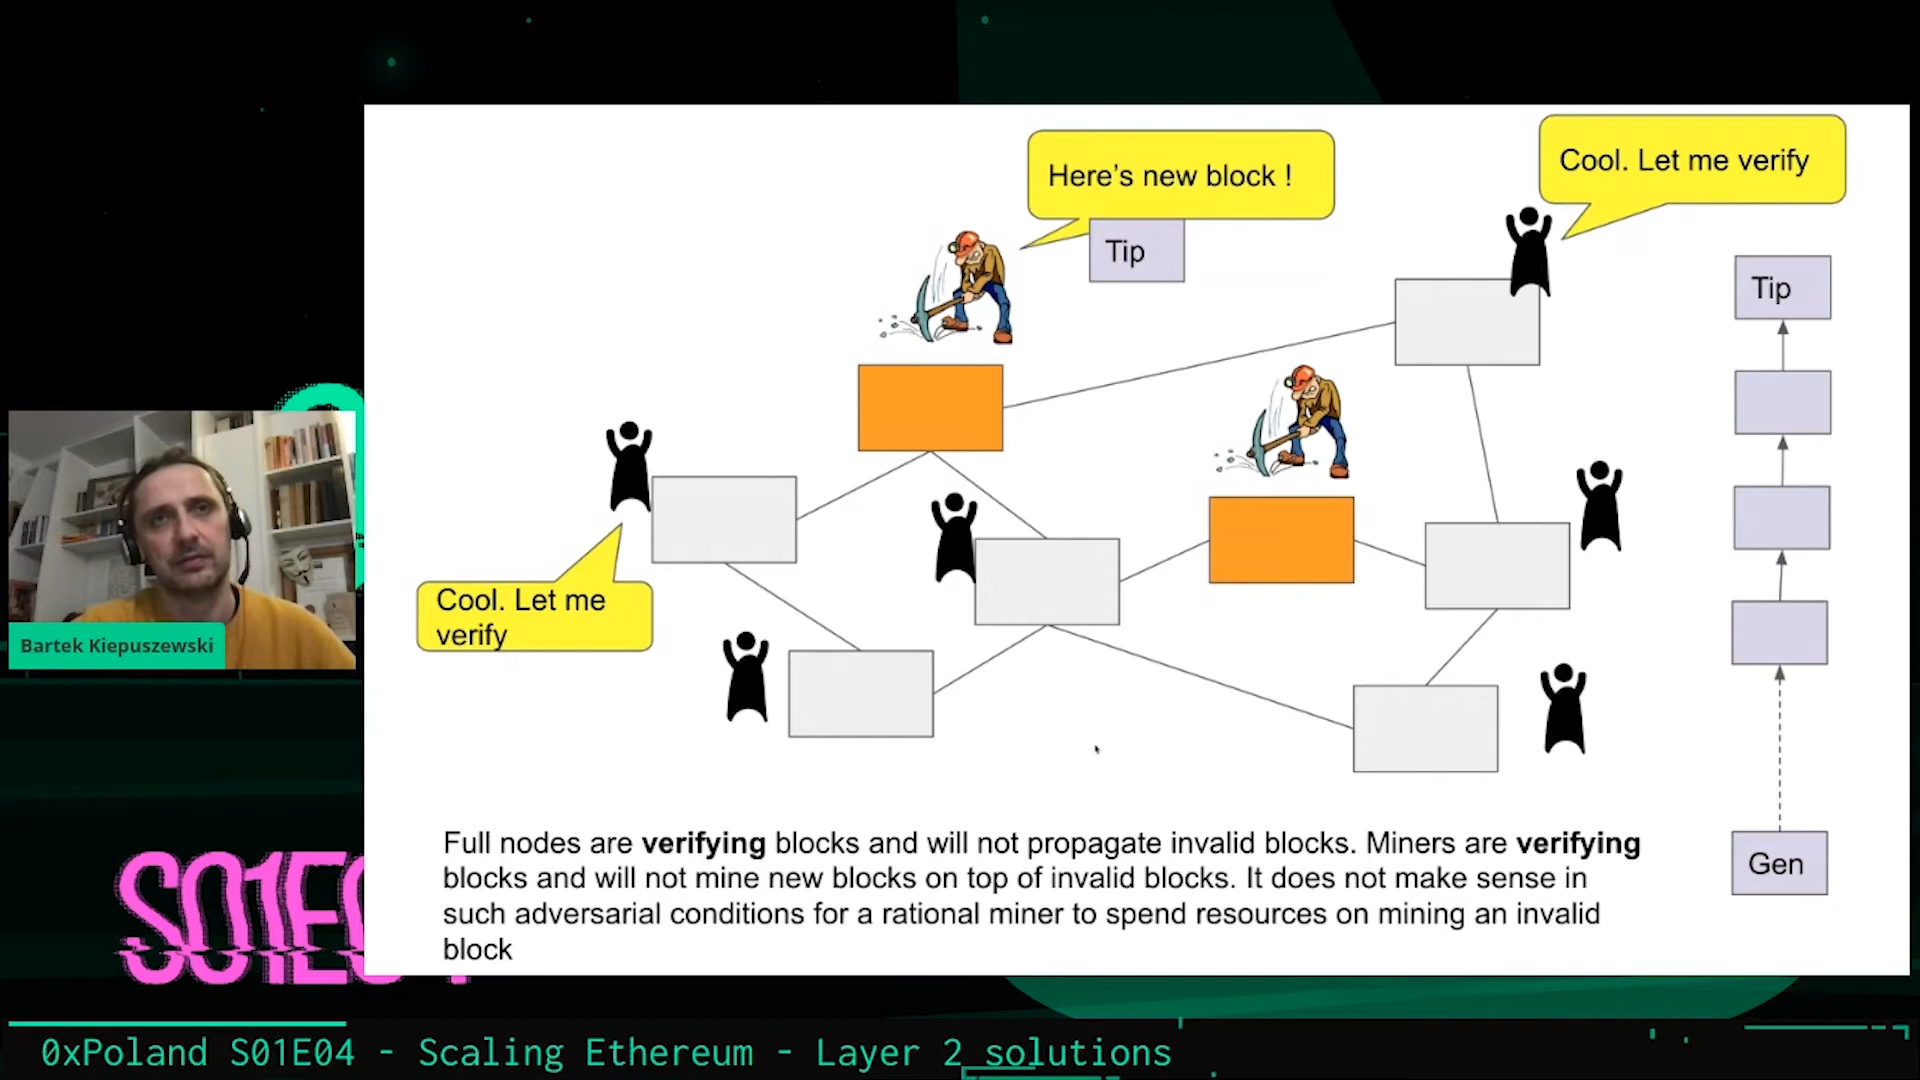 Here's new block !
Cool. Let me verify
Tip
Tip
Cool. Let me
verify
Bartek Kiepuszewski
Full nodes are verifying blocks and will not propagate invalid blocks. Miners are verifying
blocks and will not mine new blocks on top of invalid blocks. It does not make sense in
such adversarial conditions for a rational miner to spend resources on mining an invalid
block
Gen
0xPoland S01E04 - Scaling Ethereum - Layer 2 solutions